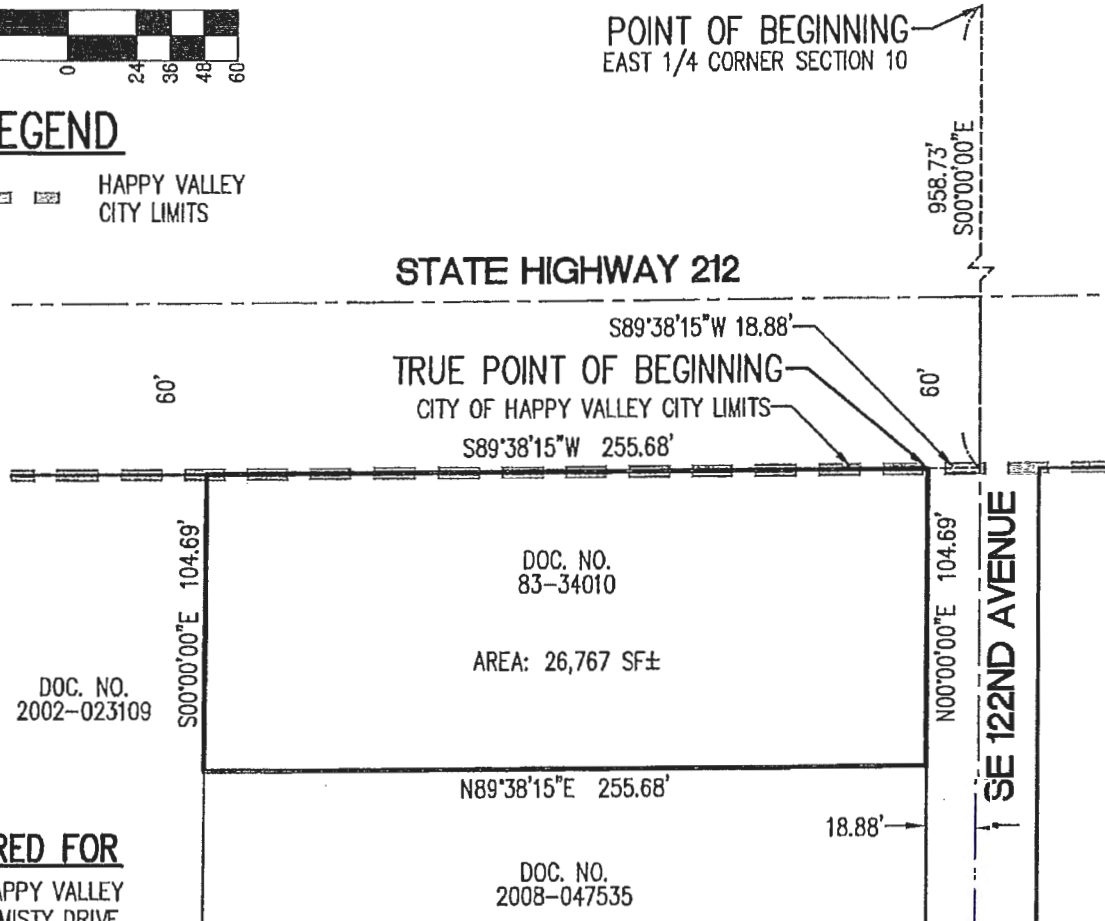 0 24 36 48 60
POINT OF BEGINNING
EAST 1/4 CORNER SECTION 10
EGEND
HAPPY VALLEY
CITY LIMITS
958.73'
S00°00'00"E
STATE HIGHWAY 212
S89°38'15"W 18.88'
60'
TRUE POINT OF BEGINNING
60'
CITY OF HAPPY VALLEY CITY LIMITS
S89°38'15"W 255.68'
S00°00'00"E 104.69'
DOC. NO.
83-34010
AREA: 26,767 SF±
N00°00'00"E 104.69'
SE 122ND AVENUE
DOC. NO.
2002-023109
N89°38'15"E 255.68'
18.88'
RED FOR
APPY VALLEY
MISTY DRIVE
DOC. NO.
2008-047535